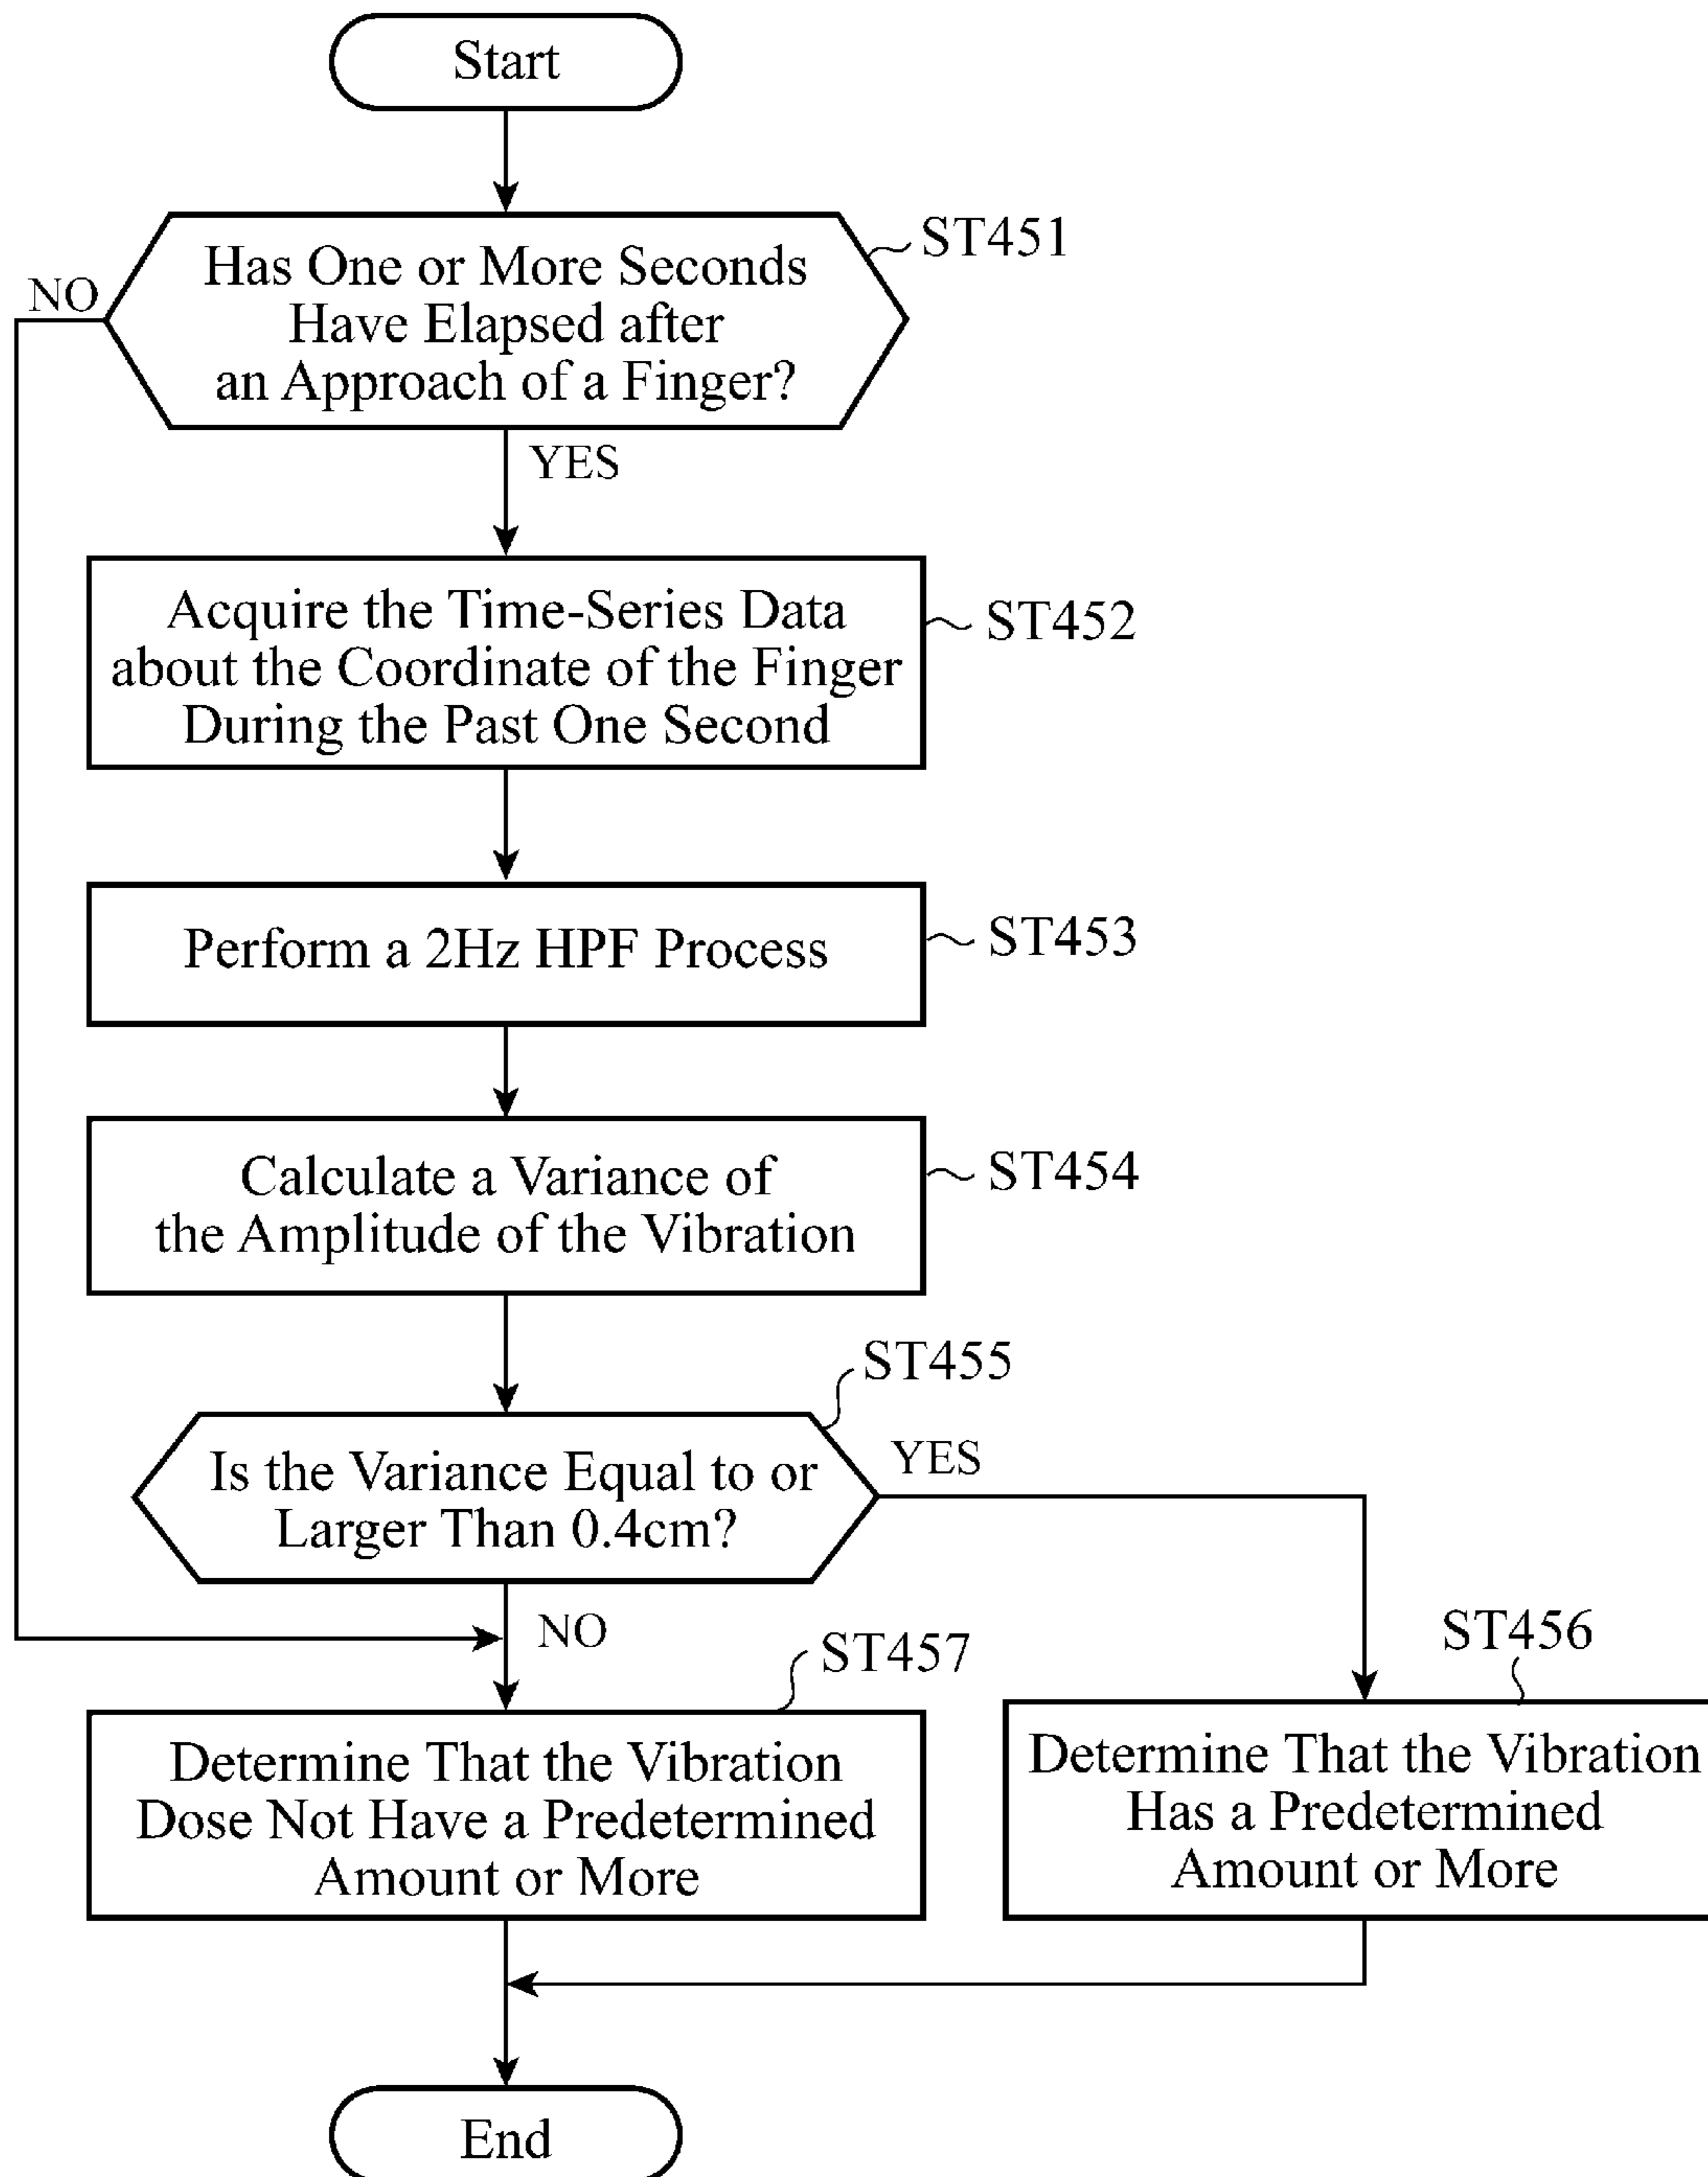 Start
ST451
Has One or More Seconds
Have Elapsed after
an Approach of a Finger?
NO
YES
Acquire the Time-Series Data
about the Coordinate of the Finger
During the Past One Second
ST452
Perform a 2Hz HPF Process
ST453
Calculate a Variance of
the Amplitude of the Vibration
ST454
ST455
Is the Variance Equal to or
Larger Than 0.4cm?
YES
NO
ST457
Determine That the Vibration
Dose Not Have a Predetermined
Amount or More
ST456
Determine That the Vibration
Has a Predetermined
Amount or More
End